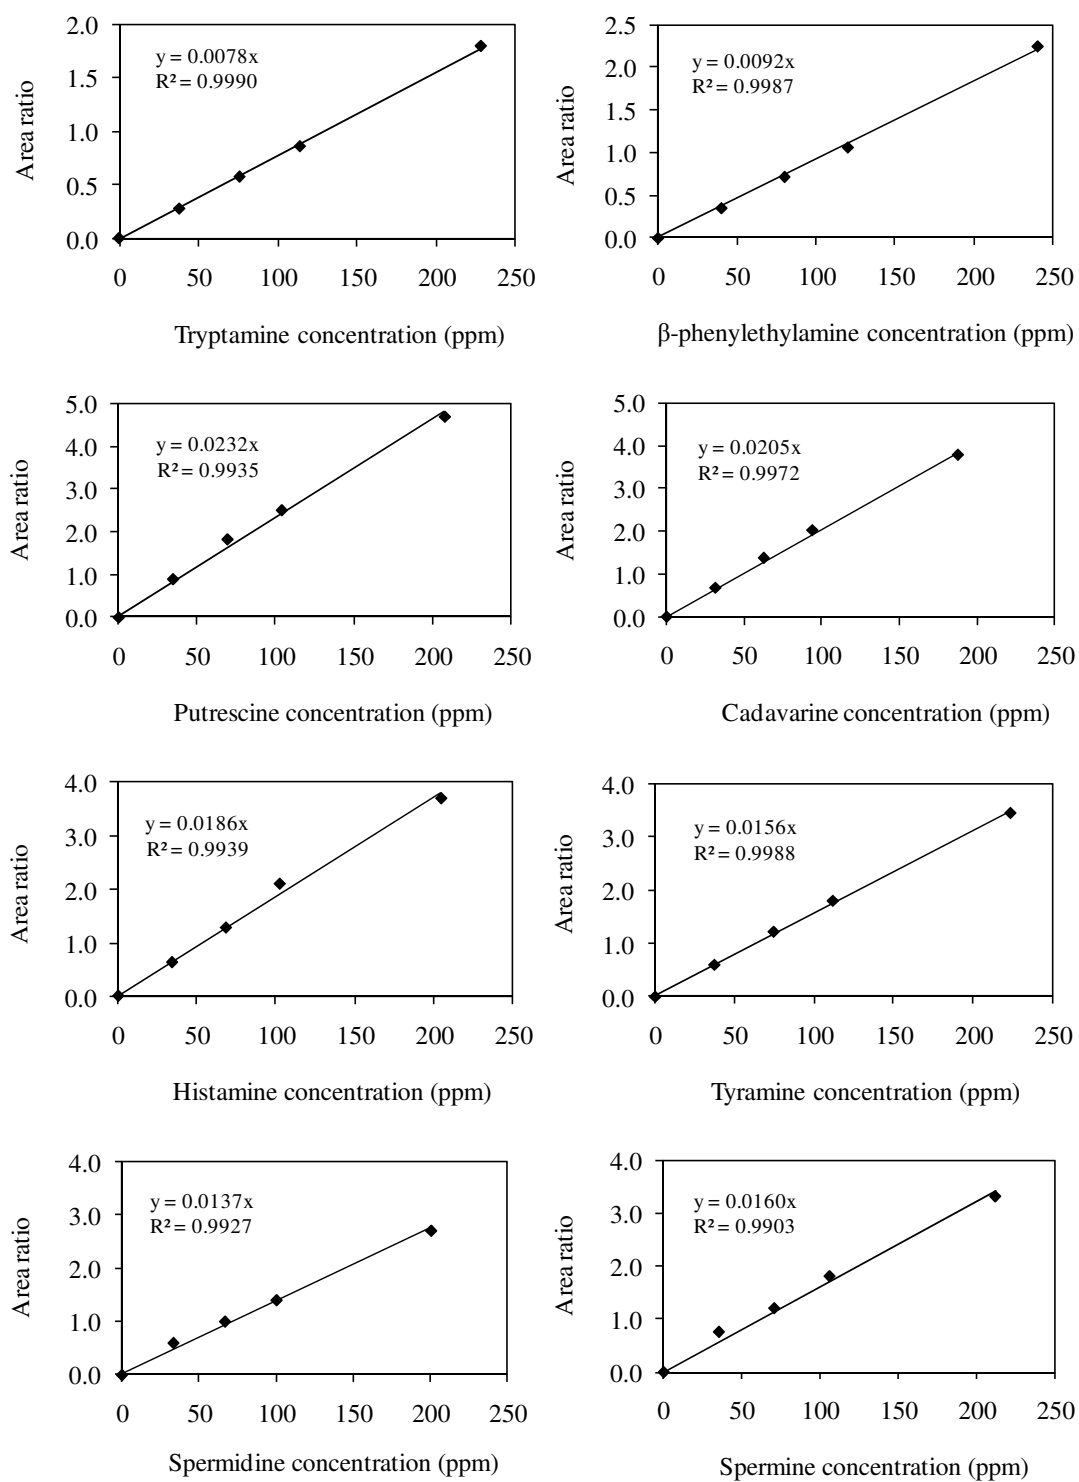 2.0
1.5
1.0
0.5
0.0
Area ratio
y = 0.0078x
R² = 0.9990
0 50 100 150 200 250
Tryptamine concentration (ppm)
2.5
2.0
1.5
1.0
0.5
0.0
Area ratio
y = 0.0092x
R² = 0.9987
0 50 100 150 200 250
β-phenylethylamine concentration (ppm)
5.0
4.0
3.0
2.0
1.0
0.0
Area ratio
y = 0.0232x
R² = 0.9935
0 50 100 150 200 250
Putrescine concentration (ppm)
5.0
4.0
3.0
2.0
1.0
0.0
Area ratio
y = 0.0205x
R² = 0.9972
0 50 100 150 200 250
Cadavarine concentration (ppm)
4.0
3.0
2.0
1.0
0.0
Area ratio
y = 0.0186x
R² = 0.9939
0 50 100 150 200 250
Histamine concentration (ppm)
4.0
3.0
2.0
1.0
0.0
Area ratio
y = 0.0156x
R² = 0.9988
0 50 100 150 200 250
Tyramine concentration (ppm)
4.0
3.0
2.0
1.0
0.0
Area ratio
y = 0.0137x
R² = 0.9927
0 50 100 150 200 250
Spermidine concentration (ppm)
4.0
3.0
2.0
1.0
0.0
Area ratio
y = 0.0160x
R² = 0.9903
0 50 100 150 200 250
Spermine concentration (ppm)